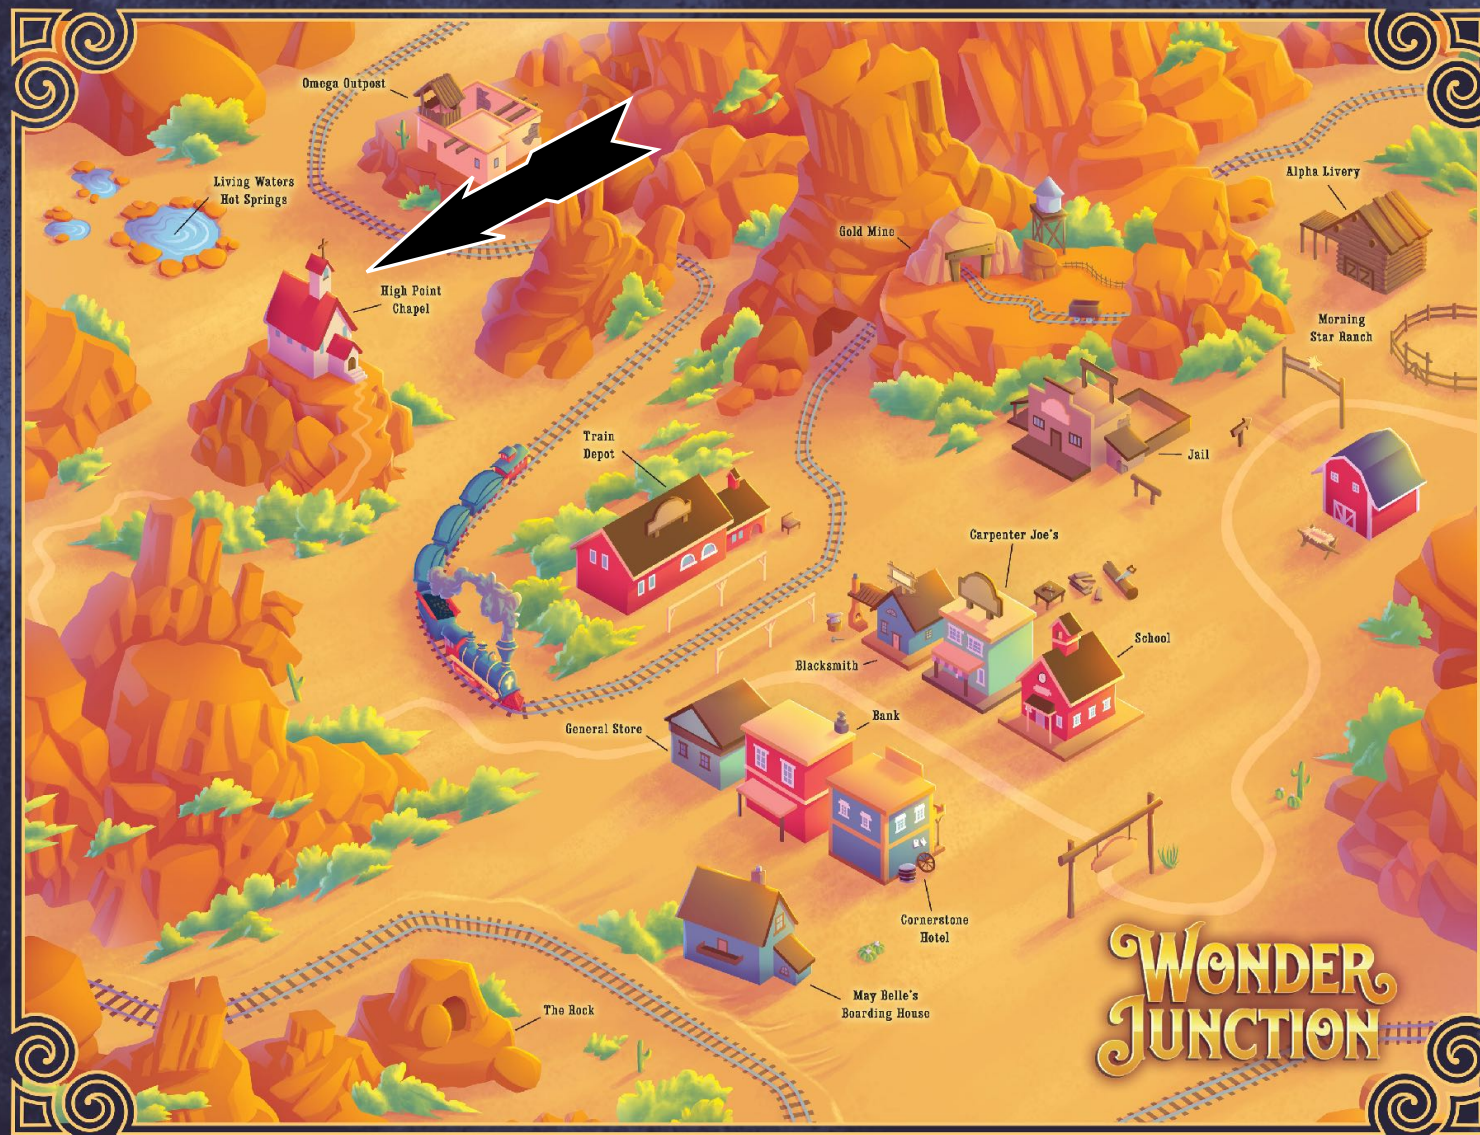 Omega Outpost
Living Waters
Hot Springs
Alpha Livery
Gold Mine
High Point
Chapel
Morning
Star Ranch
Train
Depot
Jail
Carpenter Joe's
School
Blacksmith
Bank
General Store
Cornerstone
Hotel
May Belle's
Boarding House
The Rock
WONDER
JUNCTION